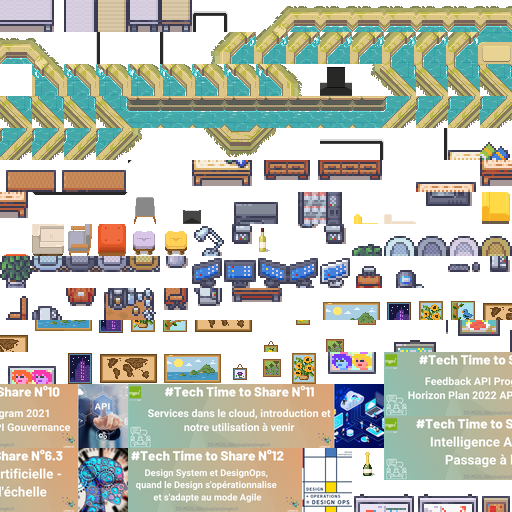 #Tech Time to S
Feedback API Pro
Horizon Plan 2022 AP
Share N°10
gram 2021
I Gouvernance
API
#Tech Time to Share N°11
Services dans le cloud, introduction et
notre utilisation à venir
#Tech Time to S
Intelligence A
Passage à l
Share N°6.3
rtificielle -
l'échelle
#Tech Time to Share N°12
Design System et DesignOps,
quand le Design s'opérationnalise
et s'adapte au mode Agile
DESIGN
+ OPERATIONS
= DESIGN OPS